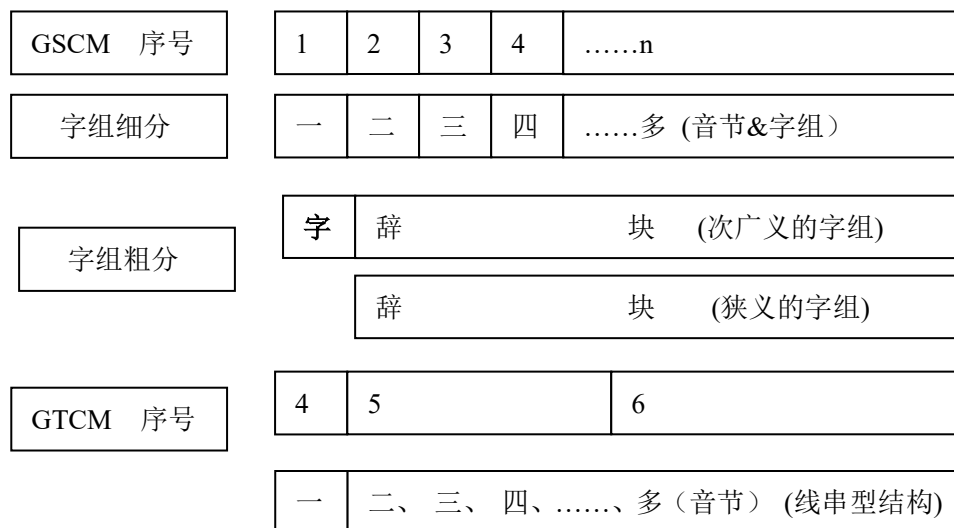 GSCM 序号 1 2 3 4 ……n
字组细分 一 二 三 四 ……多 (音节&字组）
字 辞 块 (次广义的字组)
字组粗分
辞 块 (狭义的字组)
GTCM 序号 4 5 6
一 二、 三、 四、……、多（音节） (线串型结构)